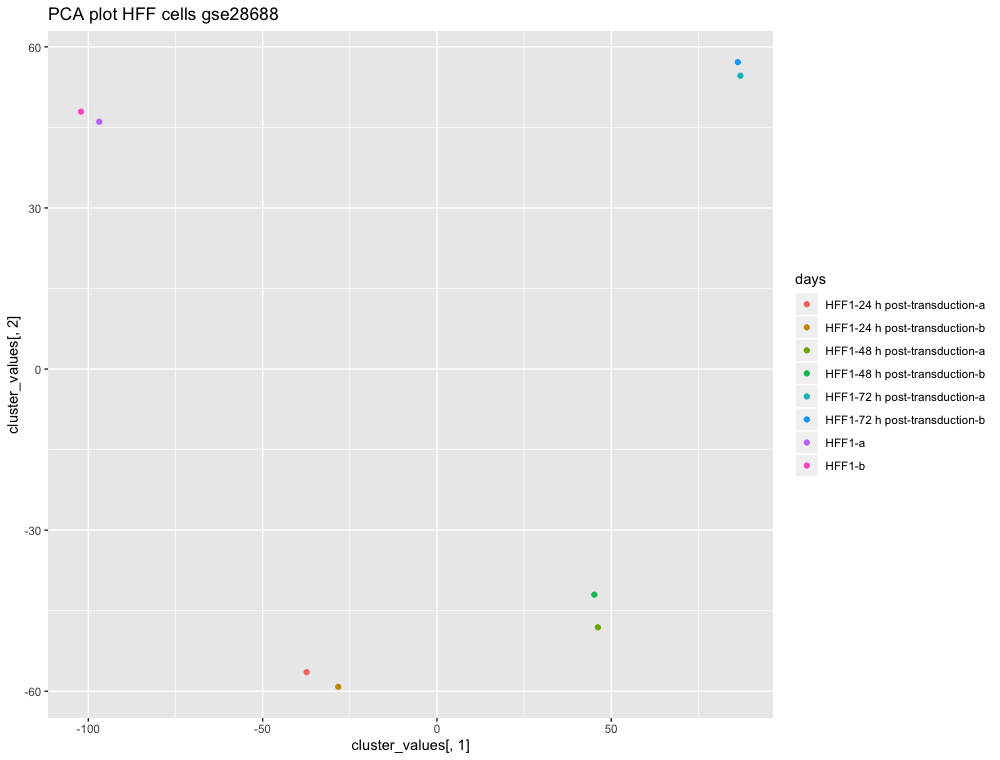 PCA plot HFF cells gse28688
60
30
0
-30
-60
cluster_values[, 2]
-100
-50
0
50
cluster_values[, 1]
days
HFF1-24 h post-transduction-a
HFF1-24 h post-transduction-b
HFF1-48 h post-transduction-a
HFF1-48 h post-transduction-b
HFF1-72 h post-transduction-a
HFF1-72 h post-transduction-b
HFF1-a
HFF1-b